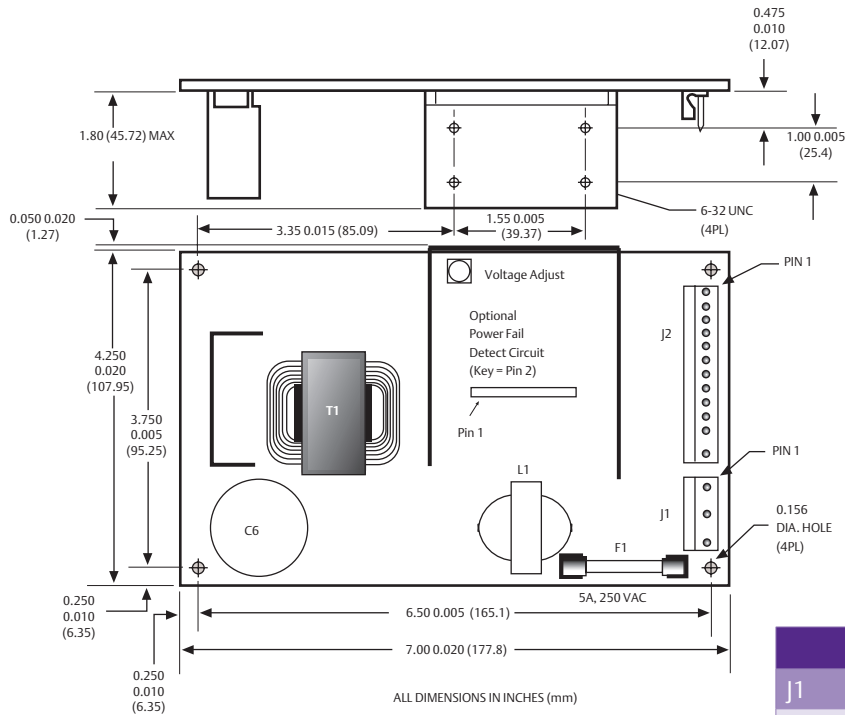 0.475
0.010
(12.07)
1.80 (45.72) MAX
1.00 0.005
(25.4)
0.050 0.020
(1.27)
3.35 0.015 (85.09)
1.55 0.005
(39.37)
6-32 UNC
(4PL)
PIN 1
Voltage Adjust
Optional
Power Fail
Detect Circuit
(Key = Pin 2)
J2
4.250
0.020
(107.95)
T1
3.750
0.005
(95.25)
Pin 1
PIN 1
L1
J1
0.156
DIA. HOLE
(4PL)
C6
F1
5A, 250 VAC
0.250
0.010
(6.35)
6.50 0.005 (165.1)
7.00 0.020 (177.8)
0.250
0.010
(6.35)
ALL DIMENSIONS IN INCHES (mm)
J1